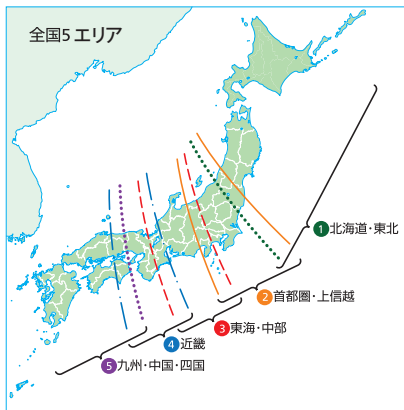 全国5エリア
1北海道・東北
2首都圏・上信越
3東海・中部
4近畿
5九州・中国・四国